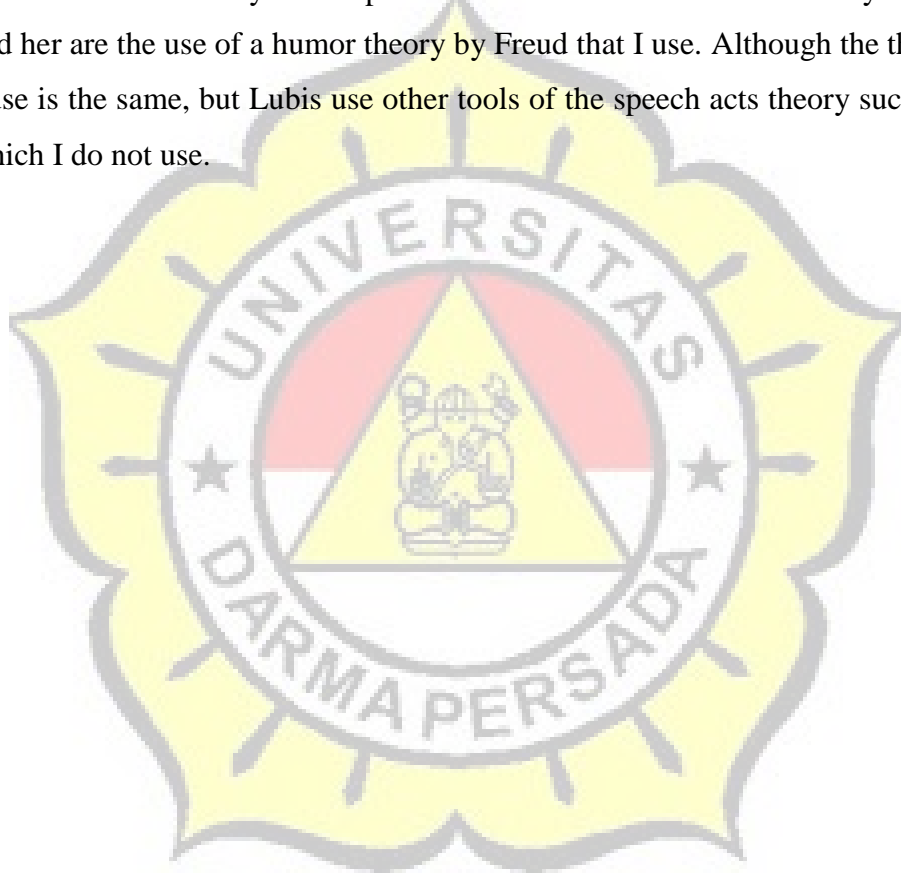 d her are the use of a humor theory by Freud that I use. Although the th
use is the same, but Lubis use other tools of the speech acts theory suc
hich I do not use.
UNIVERSITAS
DARMA PERSADA